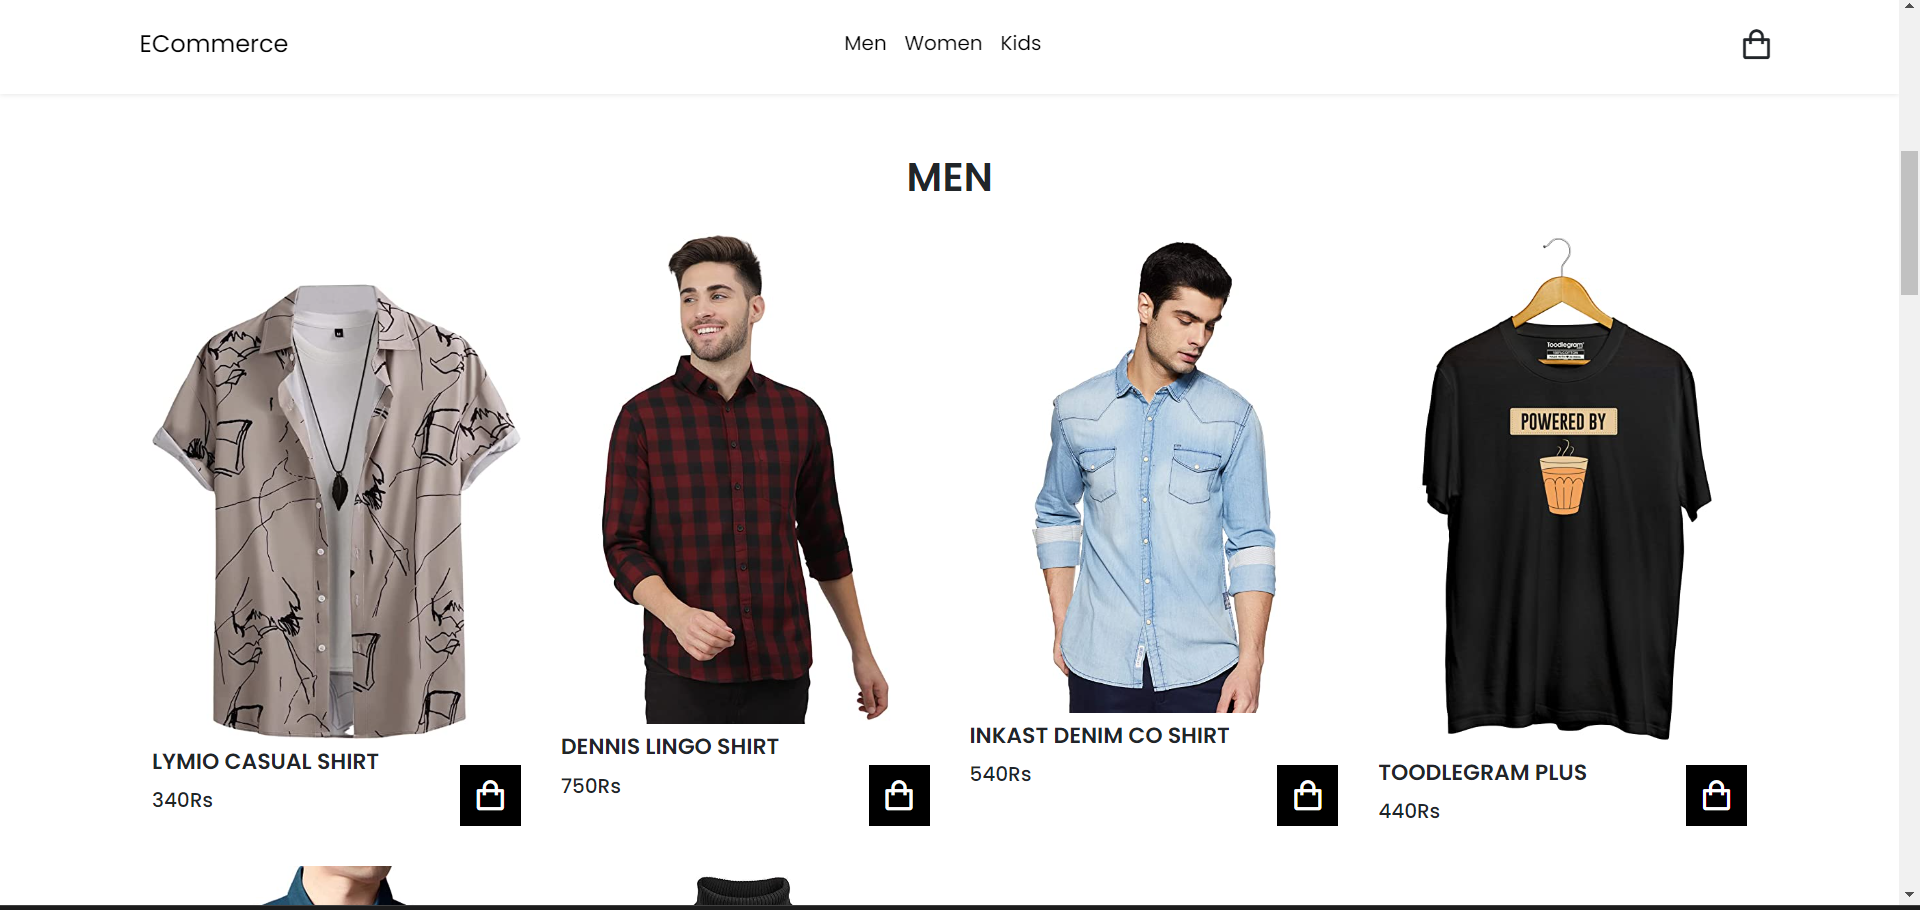 ECommerce
Men Women Kids
MEN
Toodlegram
POWERED BY
LYMIO CASUAL SHIRT
340Rs
DENNIS LINGO SHIRT
750Rs
INKAST DENIM CO SHIRT
540Rs
TOODLEGRAM PLUS
440Rs